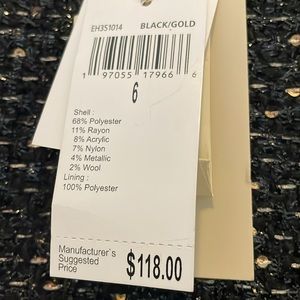 EH3S1014 BLACK/GOLD
1 97055 17966 6
6
Shell :
68% Polyester
11% Rayon
8% Acrylic
7% Nylon
4% Metallic
2% Wool
Lining :
100% Polyester
Manufacturer`s
Suggested
Price $118.00